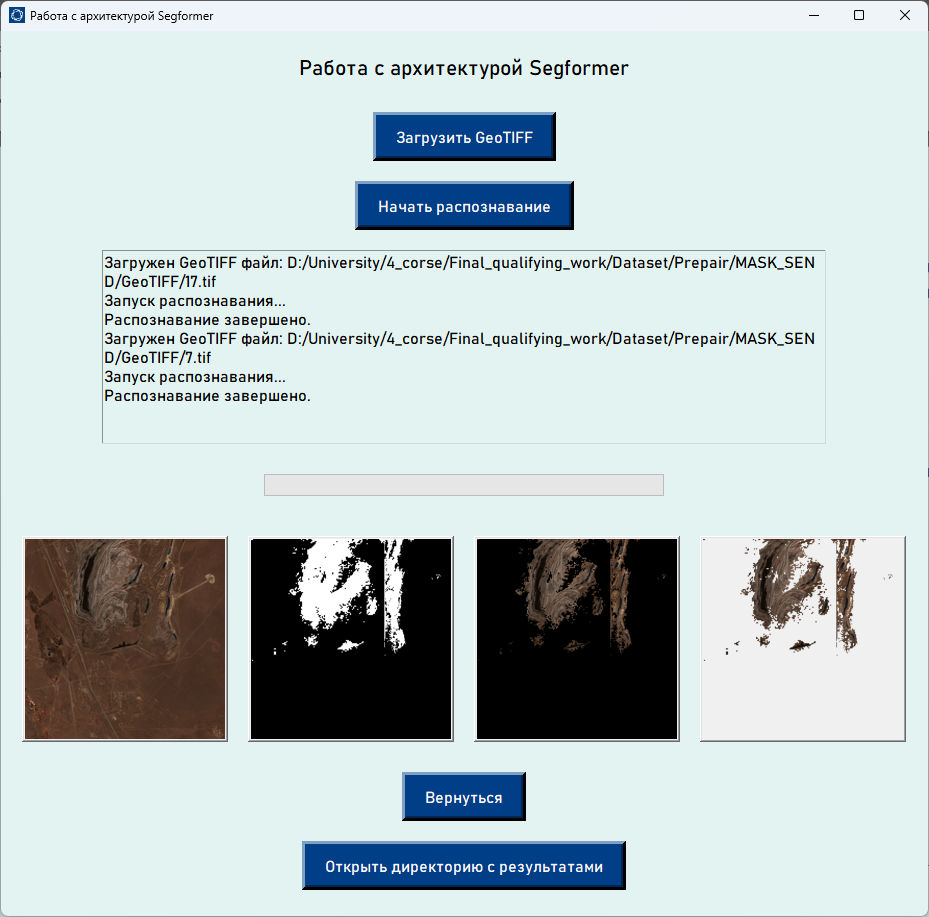 Работа с архитектурой Segformer
Работа с архитектурой Segformer
Загрузить GeoTIFF
Начать распознавание
Загружен GeoTIFF файл: D:/University/4_corse/Final_qualifying_work/Dataset/Prepair/MASK_SEN
D/GeoTIFF/17.tif
Запуск распознавания...
Распознавание завершено.
Загружен GeoTIFF файл: D:/University/4_corse/Final_qualifying_work/Dataset/Prepair/MASK_SEN
D/GeoTIFF/7.tif
Запуск распознавания...
Распознавание завершено.
Вернуться
Открыть директорию с результатами